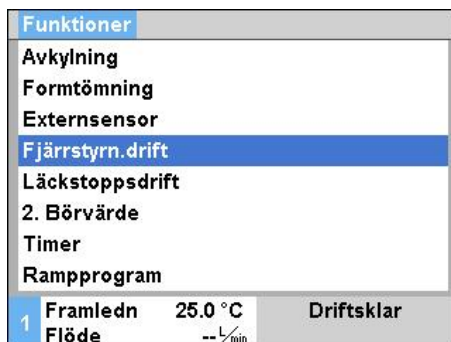 Funktioner
Avkylning
Formtömning
Externsensor
Fjärrstyrn.drift
Läckstoppsdrift
2. Börvärde
Timer
Rampprogram
1 Framledn 25.0 °C Driftsklar
Flöde -- L/min